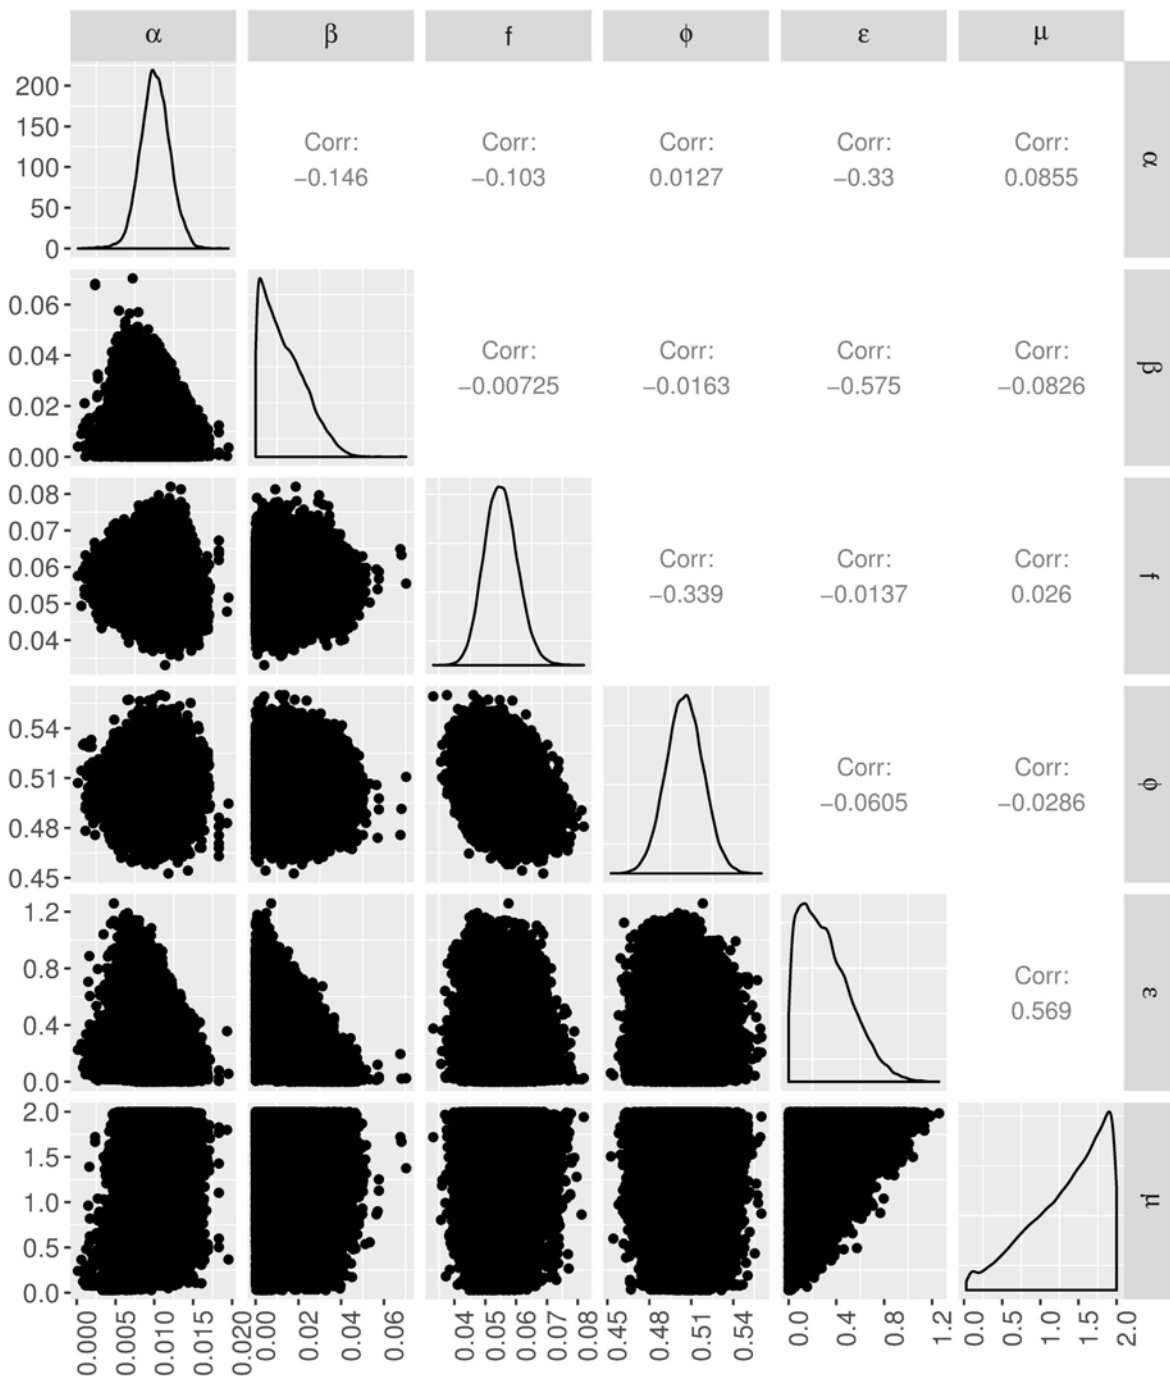 α β f ϕ ε μ
200
150
100
50
0
Corr:
−0.146
Corr:
−0.103
Corr:
0.0127
Corr:
−0.33
Corr:
0.0855
α
0.06
0.04
0.02
0.00
Corr:
−0.00725
Corr:
−0.0163
Corr:
−0.575
Corr:
−0.0826
β
0.08
0.07
0.06
0.05
0.04
Corr:
−0.339
Corr:
−0.0137
Corr:
0.026
f
0.54
0.51
0.48
0.45
Corr:
−0.0605
Corr:
−0.0286
ϕ
1.2
0.8
0.4
0.0
Corr:
0.569
ε
2.0
1.5
1.0
0.5
0.0
μ
0.000 0.005 0.010 0.015 0.020 0.00 0.02 0.04 0.06 0.04 0.05 0.06 0.07 0.08 0.45 0.48 0.51 0.54 0.0 0.4 0.8 1.2 0.0 0.5 1.0 1.5 2.0